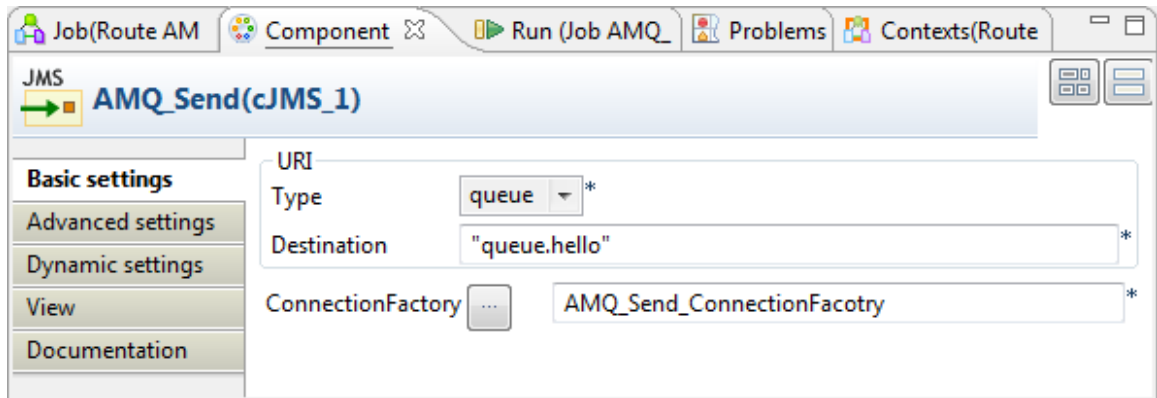 Job(Route AM Component Run (Job AMQ_ Problems Contexts(Route
JMS
AMQ_Send(cJMS_1)
URI
Basic settings
Type queue *
Advanced settings
Destination "queue.hello" *
Dynamic settings
View
ConnectionFactory ... AMQ_Send_ConnectionFacotry *
Documentation